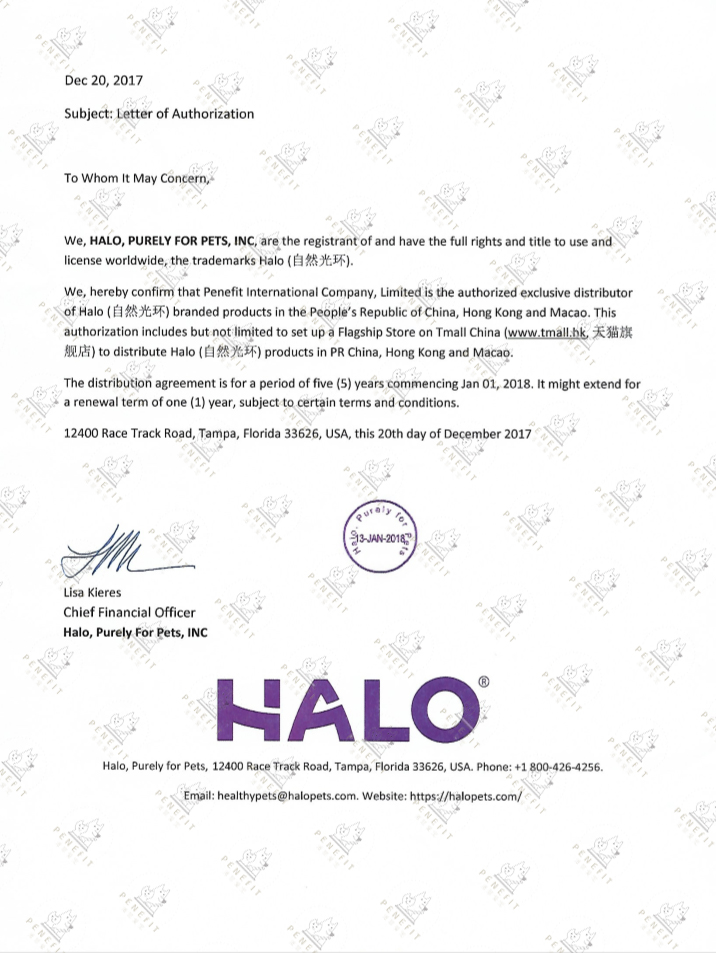 Dec 20, 2017
Subject: Letter of Authorization
To Whom It May Concern,
We, HALO, PURELY FOR PETS, INC, are the registrant of and have the full rights and title to use and
license worldwide, the trademarks Halo (自然光环).
We, hereby confirm that Penefit International Company, Limited is the authorized exclusive distributor
of Halo (自然光环) branded products in the People's Republic of China, Hong Kong and Macao. This
authorization includes but not limited to set up a Flagship Store on Tmall China (www.tmall.hk, 天猫旗
舰店) to distribute Halo (自然光环) products in PR China, Hong Kong and Macao.
The distribution agreement is for a period of five (5) years commencing Jan 01, 2018. It might extend for
a renewal term of one (1) year, subject to certain terms and conditions.
12400 Race Track Road, Tampa, Florida 33626, USA, this 20th day of December 2017
Halo, Purely for Pets
13-JAN-2018
Lisa Kieres
Chief Financial Officer
Halo, Purely For Pets, INC
HALO®
Halo, Purely for Pets, 12400 Race Track Road, Tampa, Florida 33626, USA. Phone: +1 800-426-4256.
Email: healthypets@halopets.com. Website: https://halopets.com/
PENEFIT